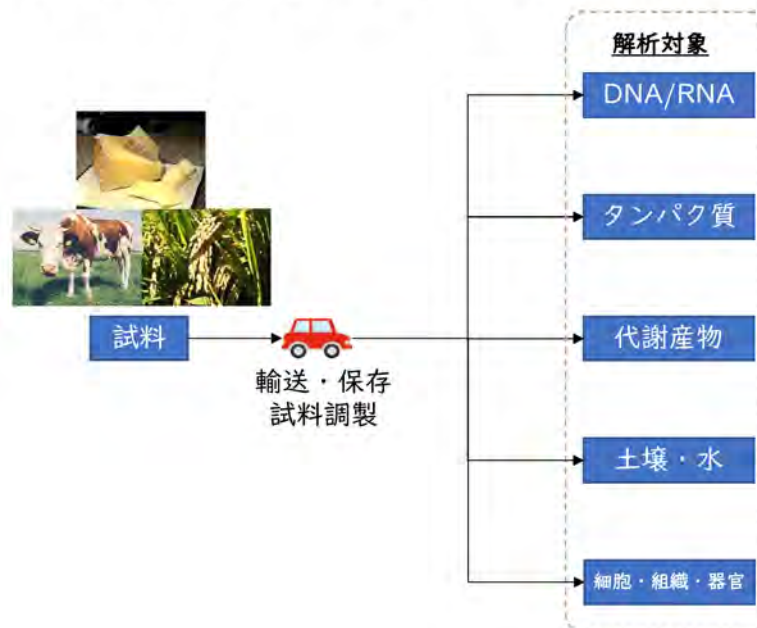 解析対象
DNA/RNA
タンパク質
試料
輸送・保存
試料調製
代謝産物
土壌・水
細胞・組織・器官